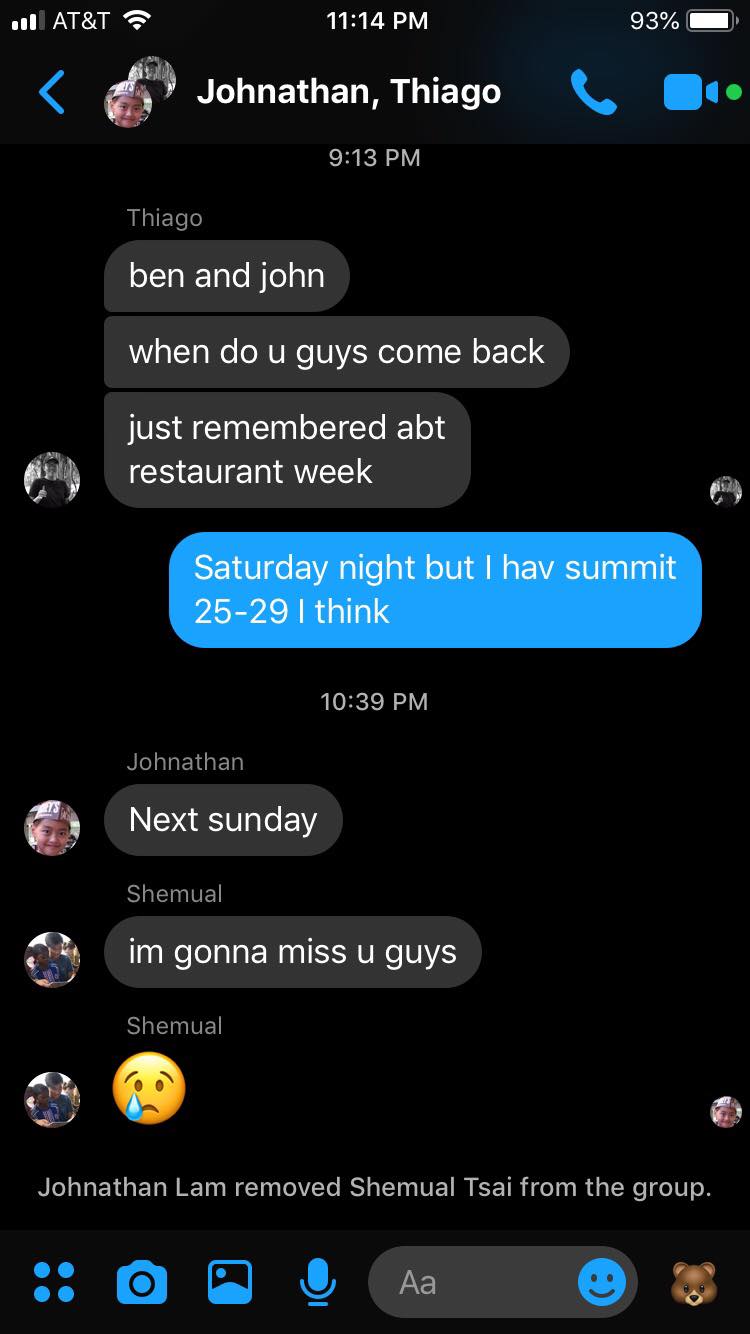 AT&T 11:14 PM 93%
Johnathan, Thiago
9:13 PM
Thiago
ben and john
when do u guys come back
just remembered abt
restaurant week
Saturday night but I hav summit
25-29 I think
10:39 PM
Johnathan
Next sunday
Shemual
im gonna miss u guys
Shemual
Johnathan Lam removed Shemual Tsai from the group.
Aa